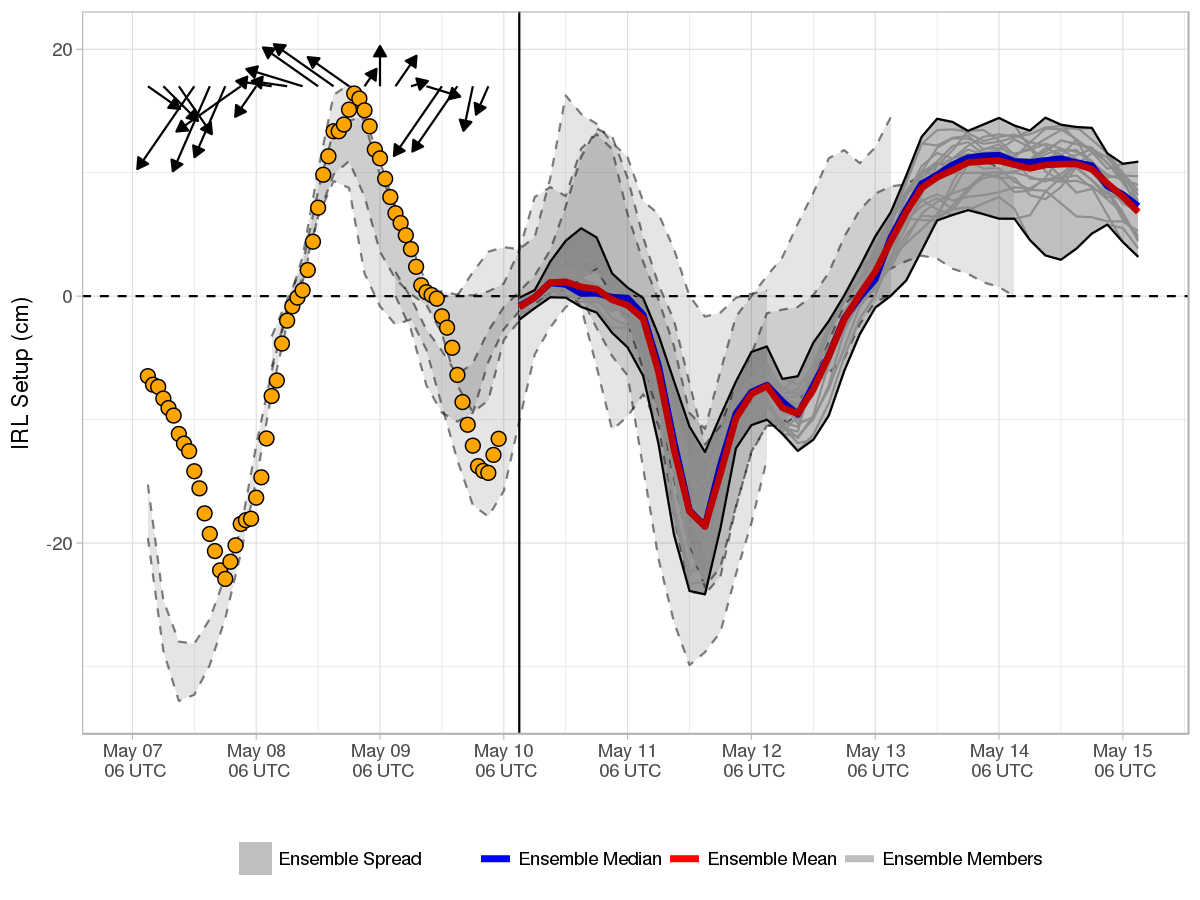 IRL Setup (cm)
20
0
-20
May 07 May 08 May 09 May 10 May 11 May 12 May 13 May 14 May 15
06 UTC 06 UTC 06 UTC 06 UTC 06 UTC 06 UTC 06 UTC 06 UTC 06 UTC
Ensemble Spread Ensemble Median Ensemble Mean Ensemble Members